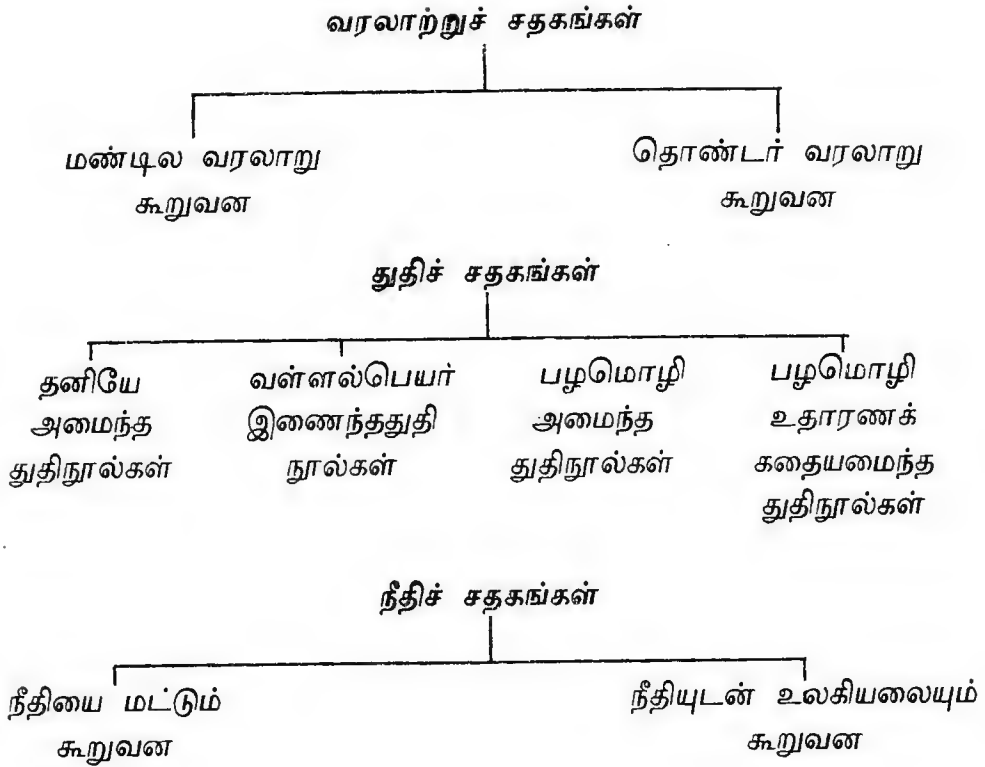 வரலாற்றுச் சதகங்கள்
மண்டில வரலாறு
கூறுவன
தொண்டர் வரலாறு
கூறுவன
துதிச் சதகங்கள்
தனியே
அமைந்த
துதிநூல்கள்
வள்ளல்பெயர்
இணைந்ததுதி
நூல்கள்
பழமொழி
அமைந்த
துதிநூல்கள்
பழமொழி
உதாரணக்
கதையமைந்த
துதிநூல்கள்
நீதிச் சதகங்கள்
நீதியை மட்டும்
கூறுவன
நீதியுடன் உலகியலையும்
கூறுவன